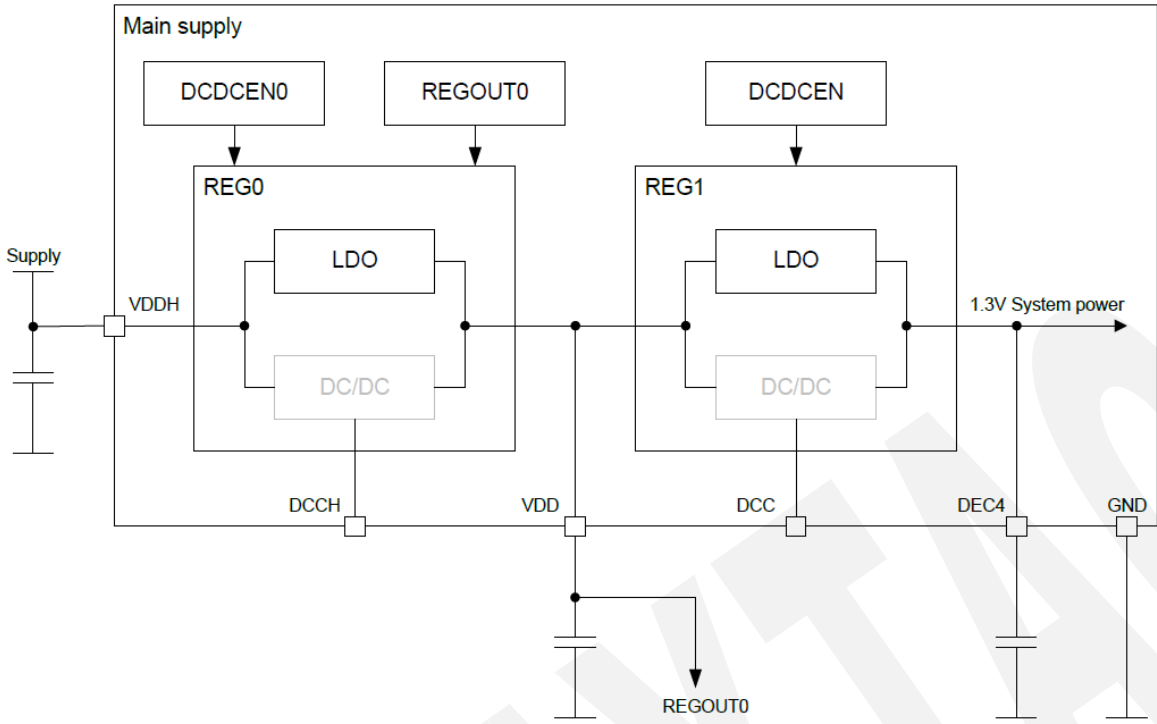 Main supply
DCDCEN0
REGOUT0
DCDCEN
REG0
REG1
LDO
LDO
Supply
VDDH
1.3V System power
DC/DC
DC/DC
DCCH
VDD
DCC
DEC4
GND
REGOUT0